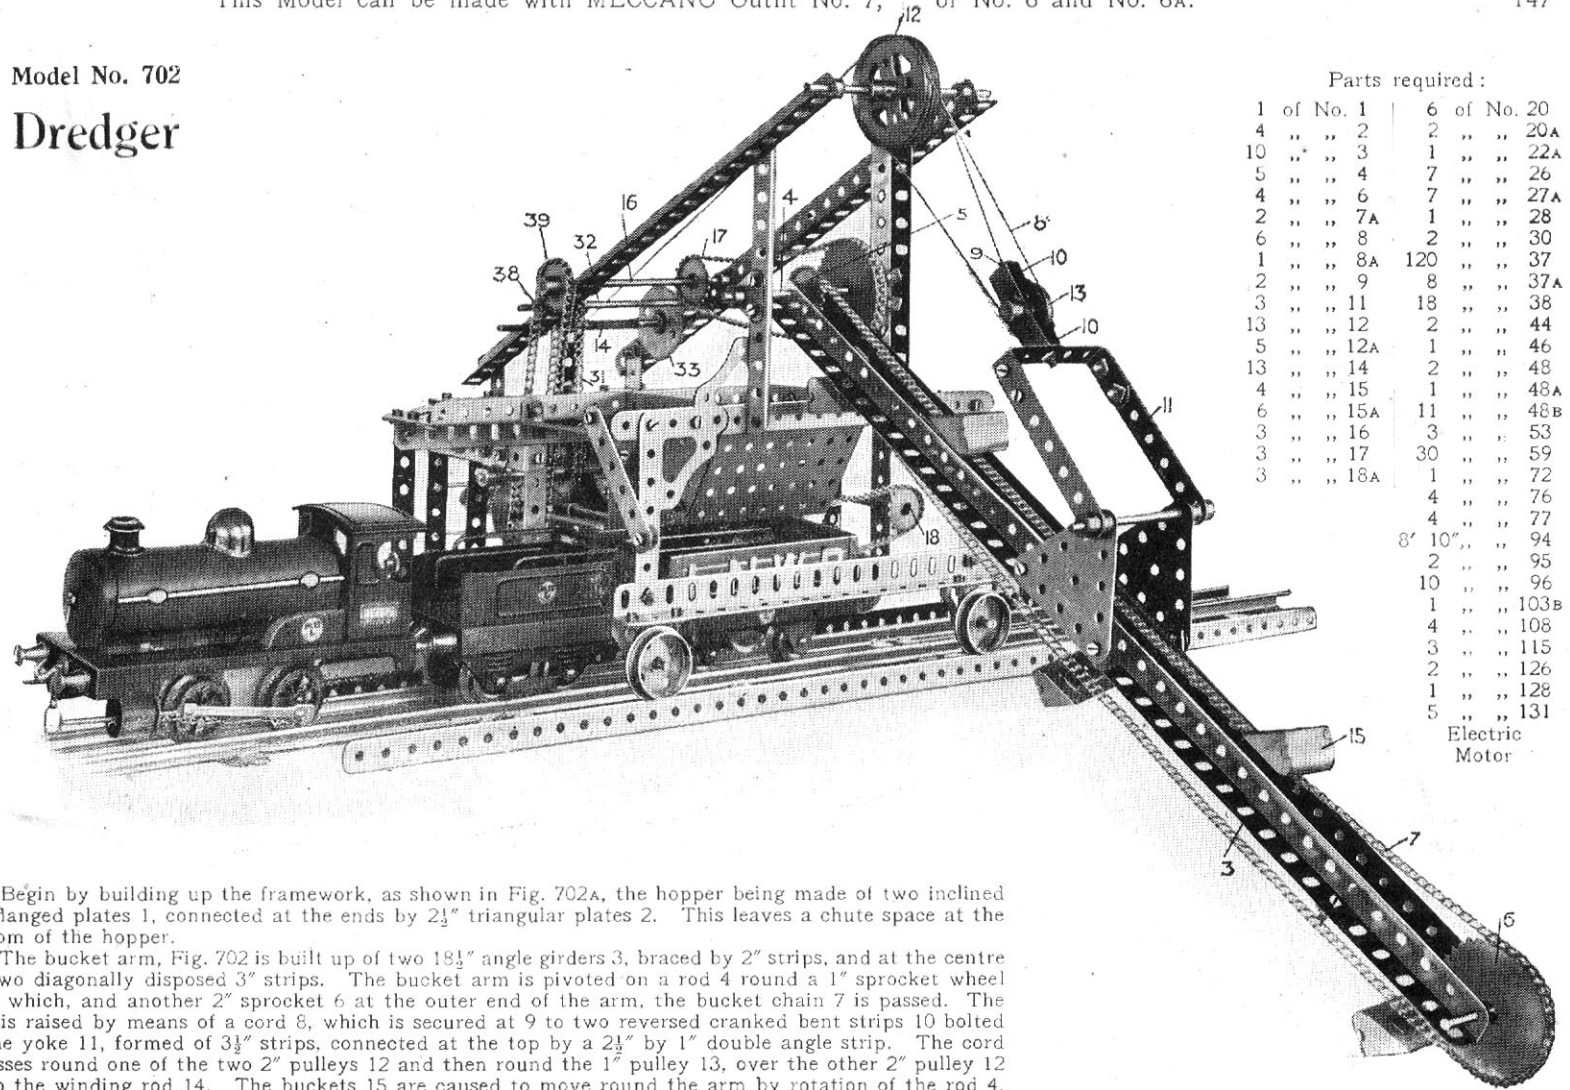 This Model can be made with MECCANO Outfit No. 7, or No. 6 and No. 6A.
147
Model No. 702
Dredger
Parts required :
1 of No. 1
4 ,, ,, 2
10 ,, ,, 3
5 ,, ,, 4
4 ,, ,, 6
2 ,, ,, 7A
6 ,, ,, 8
1 ,, ,, 8A
2 ,, ,, 9
3 ,, ,, 11
13 ,, ,, 12
5 ,, ,, 12A
13 ,, ,, 14
4 ,, ,, 15
6 ,, ,, 15A
3 ,, ,, 16
3 ,, ,, 17
3 ,, ,, 18A
6 of No. 20
2 ,, ,, 20A
1 ,, ,, 22A
7 ,, ,, 26
7 ,, ,, 27A
1 ,, ,, 28
2 ,, ,, 30
120 ,, ,, 37
8 ,, ,, 37A
18 ,, ,, 38
2 ,, ,, 44
1 ,, ,, 46
2 ,, ,, 48
1 ,, ,, 48A
11 ,, ,, 48B
3 ,, ,, 53
30 ,, ,, 59
1 ,, ,, 72
4 ,, ,, 76
4 ,, ,, 77
8′ 10″ ,, ,, 94
2 ,, ,, 95
10 ,, ,, 96
1 ,, ,, 103B
4 ,, ,, 108
3 ,, ,, 115
2 ,, ,, 126
1 ,, ,, 128
5 ,, ,, 131
Electric
Motor
12
16
39
32
17
4
5
8
9
10
38
13
10
14
31
33
11
18
15
7
3
6
Begin by building up the framework, as shown in Fig. 702A, the hopper being made of two inclined
flanged plates 1, connected at the ends by 2½″ triangular plates 2. This leaves a chute space at the
of the hopper.
The bucket arm, Fig. 702 is built up of two 18½″ angle girders 3, braced by 2″ strips, and at the centre
two diagonally disposed 3″ strips. The bucket arm is pivoted on a rod 4 round a 1″ sprocket wheel
which, and another 2″ sprocket 6 at the outer end of the arm, the bucket chain 7 is passed. The
is raised by means of a cord 8, which is secured at 9 to two reversed cranked bent strips 10 bolted
yoke 11, formed of 3½″ strips, connected at the top by a 2½″ by 1″ double angle strip. The cord
round one of the two 2″ pulleys 12 and then round the 1″ pulley 13, over the other 2″ pulley 12
the winding rod 14. The buckets 15 are caused to move round the arm by rotation of the rod 4,